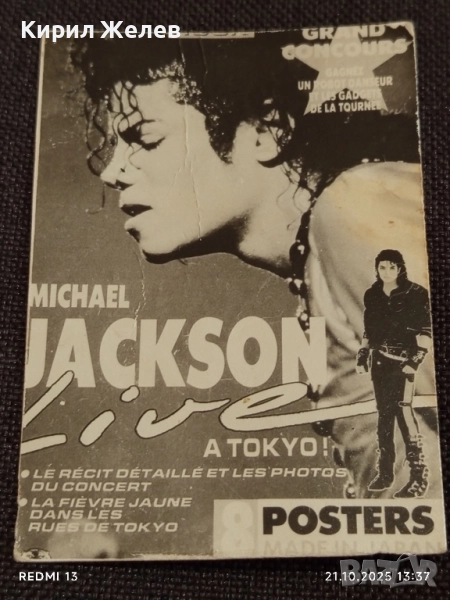 Кирил Желев
GRAND
CONCOURS
GAGNEZ
DE LA TOURNÉE
MICHAEL
JACKSON
Live
A TOKYO!
• LE RÉCIT DÉTAILLÉ ET LES PHOTOS
DU CONCERT
• LA FIÈVRE JAUNE
DANS LES
RUES DE TOKYO
8 POSTERS
MADE IN JAPAN
REDMI 13
21.10.2025 13:37
BAZAR